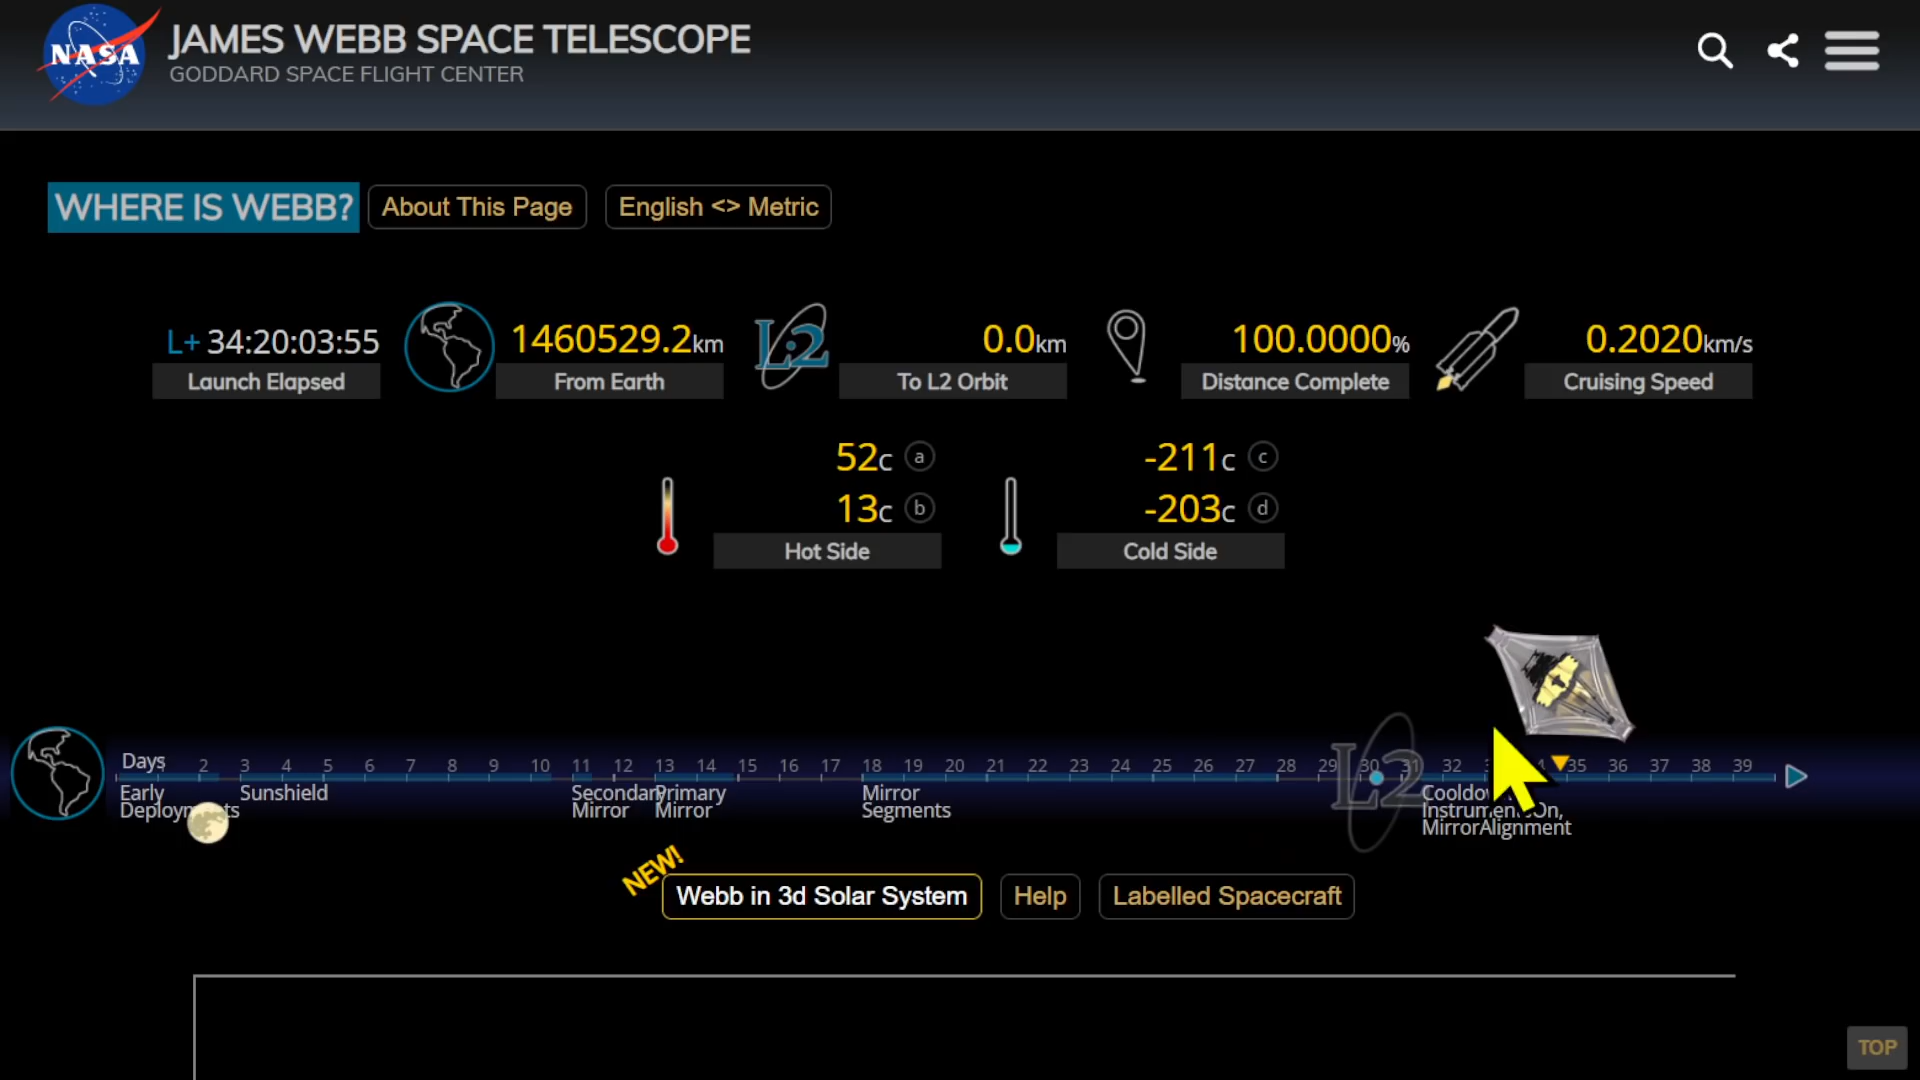 NASA
JAMES WEBB SPACE TELESCOPE
GODDARD SPACE FLIGHT CENTER
WHERE IS WEBB?
About This Page
English <> Metric
L+ 34:20:03:55
Launch Elapsed
1460529.2km
From Earth
L2
0.0km
To L2 Orbit
100.0000%
Distance Complete
0.2020km/s
Cruising Speed
52c a
13c b
Hot Side
-211c c
-203c d
Cold Side
Days 2 3 4 5 6 7 8 9 10 11 12 13 14 15 16 17 18 19 20 21 22 23 24 25 26 27 28 29 30 31 32 35 36 37 38 39
L2
Early
Deployments
Sunshield
Secondary
Mirror
Primary
Mirror
Mirror
Segments
MirrorAlignment
NEW!
Webb in 3d Solar System
Help
Labelled Spacecraft
TOP